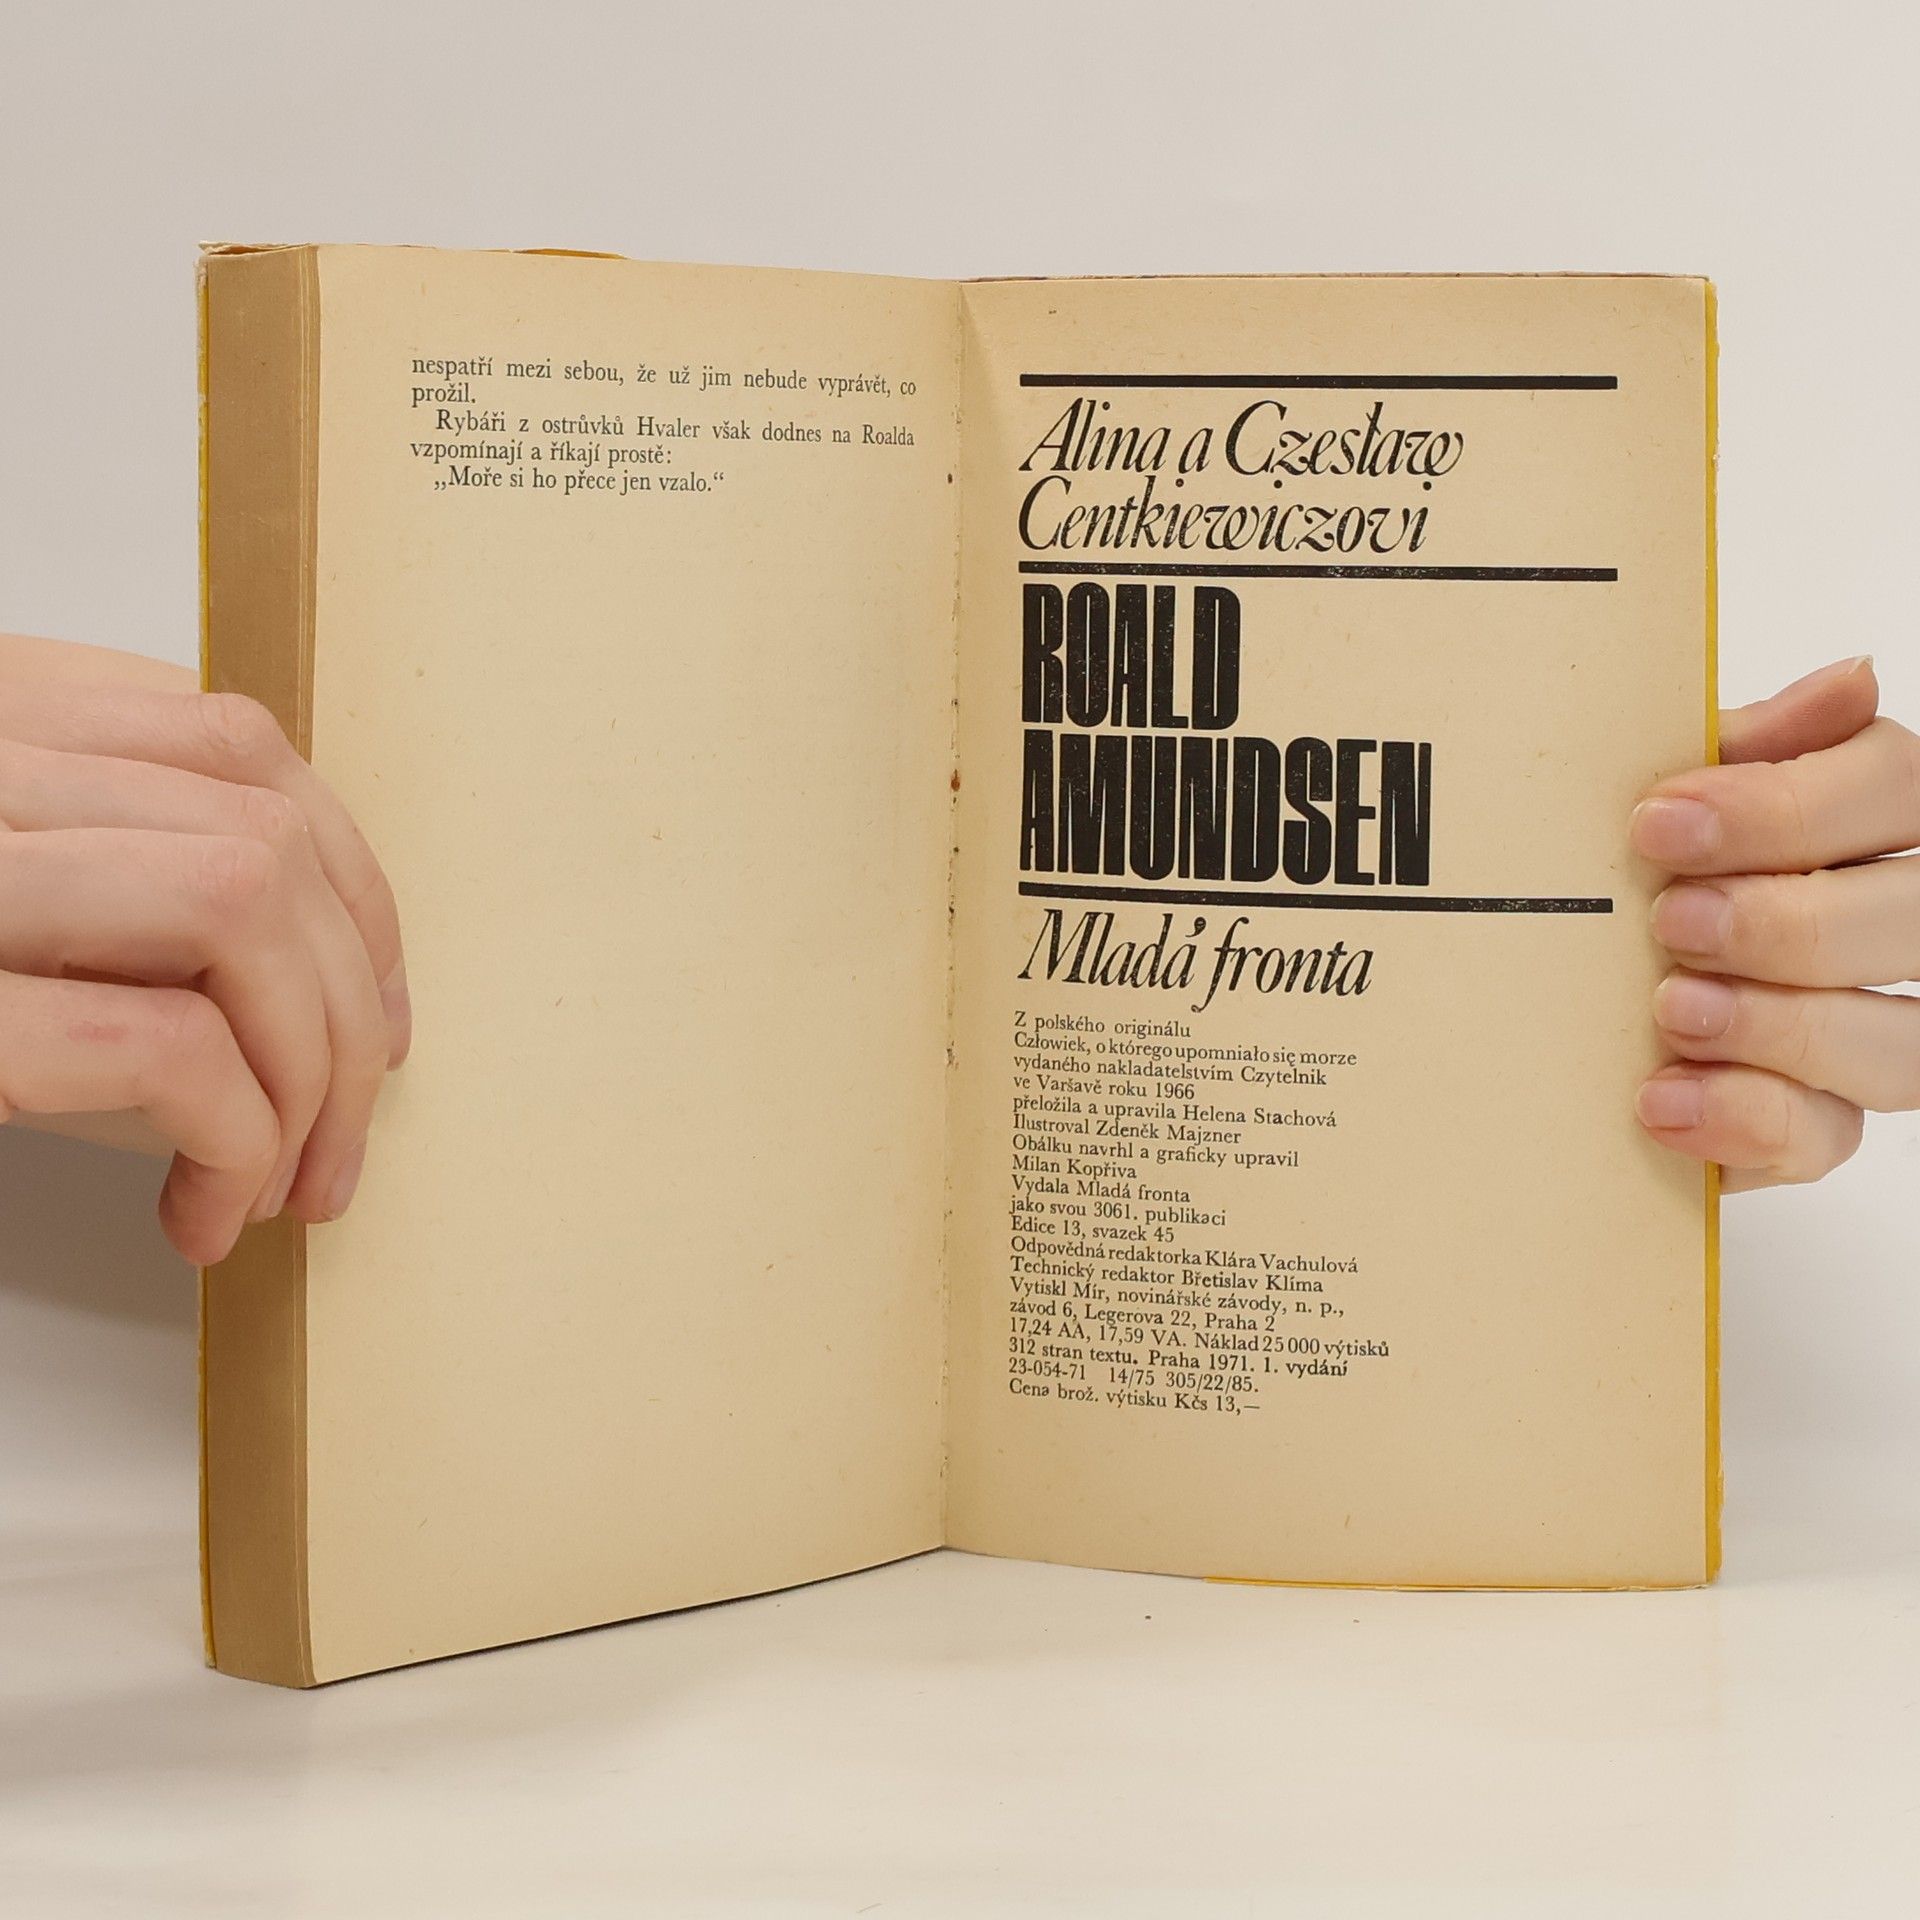 nespatří mezi sebou, že už jim nebude vyprávět, co
prožil.
Rybáři z ostrůvků Hvaler však dodnes na Roalda
vzpomínají a říkají prostě:
„Moře si ho přece jen vzalo.“
Alina a Czesław
Centkiewiczovi
ROALD
AMUNDSEN
Mladá fronta
Z polského originálu
Człowiek, o którego upomniało się morze
vydaného nakladatelstvím Czytelnik
ve Varšavě roku 1966
přeložila a upravila Helena Stachová
Ilustroval Zdeněk Majzner
Obálku navrhl a graficky upravil
Milan Kopřiva
Vydala Mladá fronta
jako svou 3061. publikaci
Edice 13, svazek 45
Odpovědná redaktorka Klára Vachulová
Technický redaktor Břetislav Klíma
Vytiskl Mír, novinářské závody, n. p.,
závod 6, Legerova 22, Praha 2
17,24 AA, 17,59 VA. Náklad 25 000 výtisků
312 stran textu. Praha 1971. 1. vydání
23-054-71 14/75 305/22/85.
Cena brož. výtisku Kčs 13,—